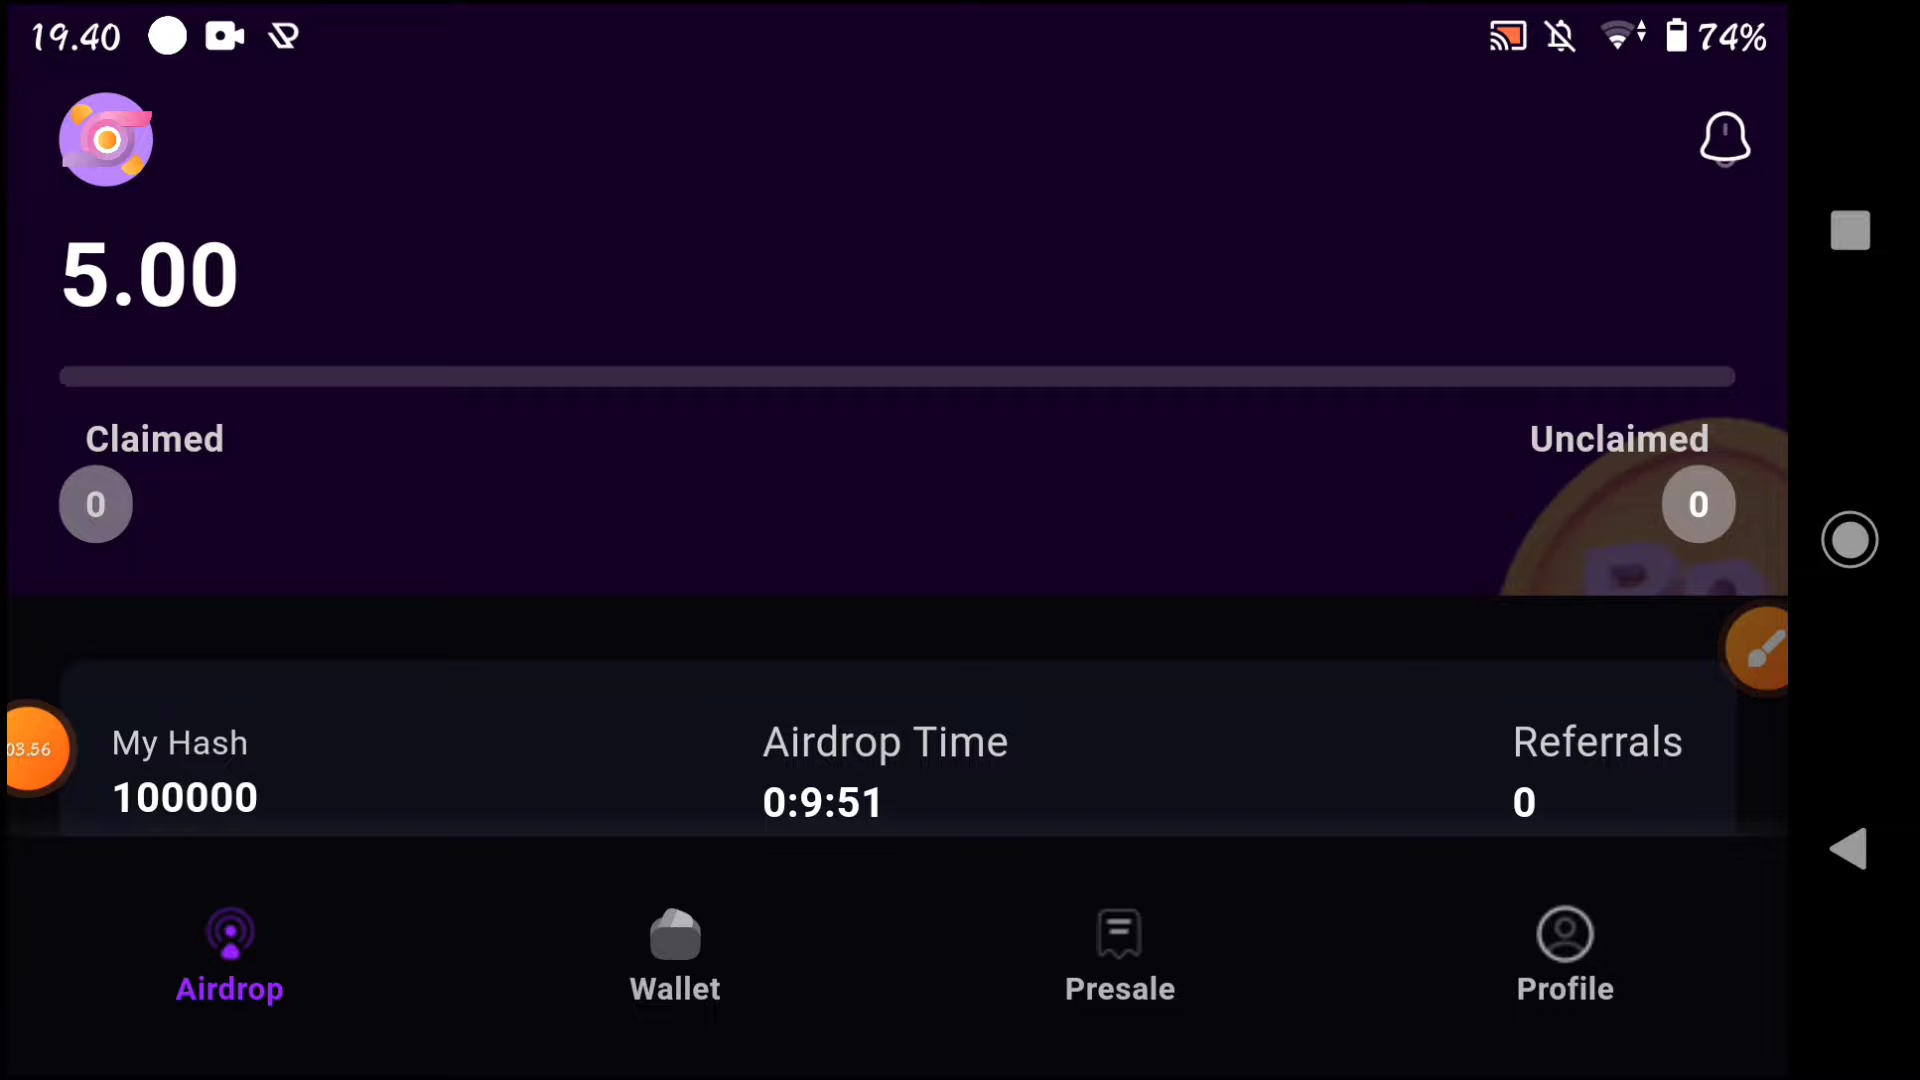 19.40
74%
5.00
Claimed Unclaimed
0 0
03.56
My Hash Airdrop Time Referrals
100000 0:9:51 0
Airdrop Wallet Presale Profile